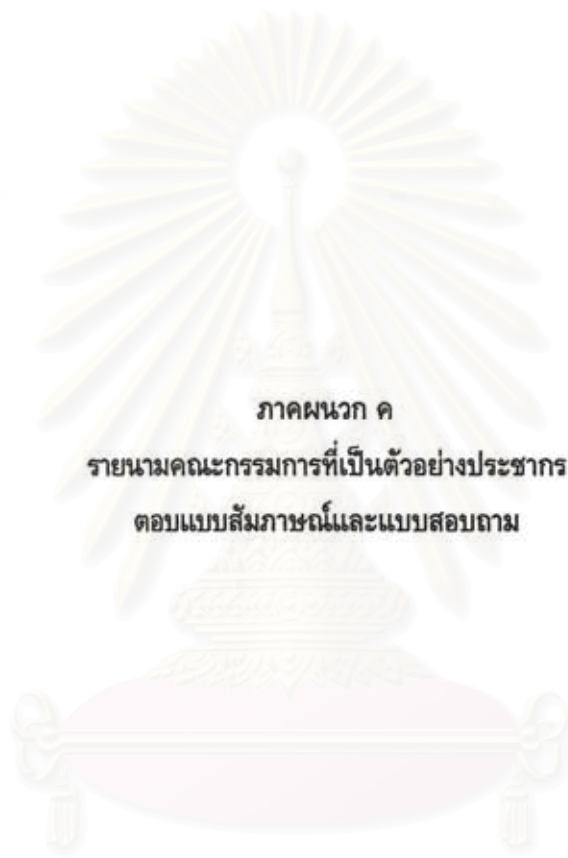 ภาคผนวก ค
รายนามคณะกรรมการที่เป็นตัวอย่างประชากร
ตอบแบบสัมภาษณ์และแบบสอบถาม